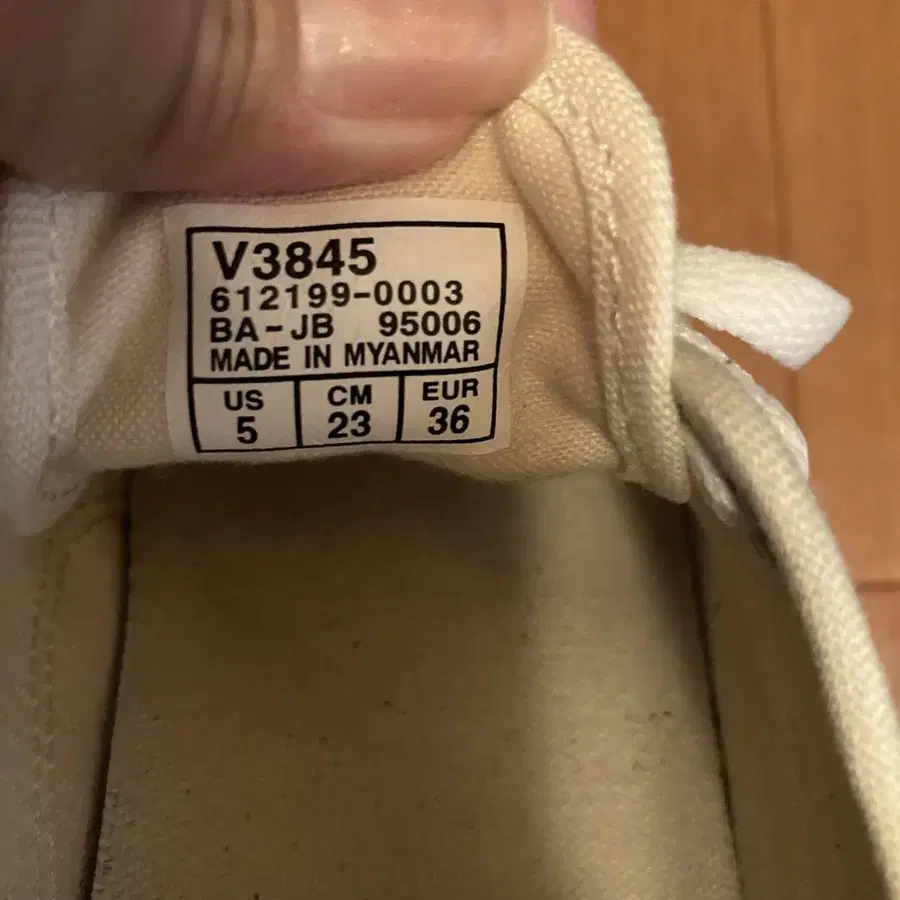 V3845
612199-0003
BA-JB 95006
MADE IN MYANMAR
US CM EUR
5 23 36